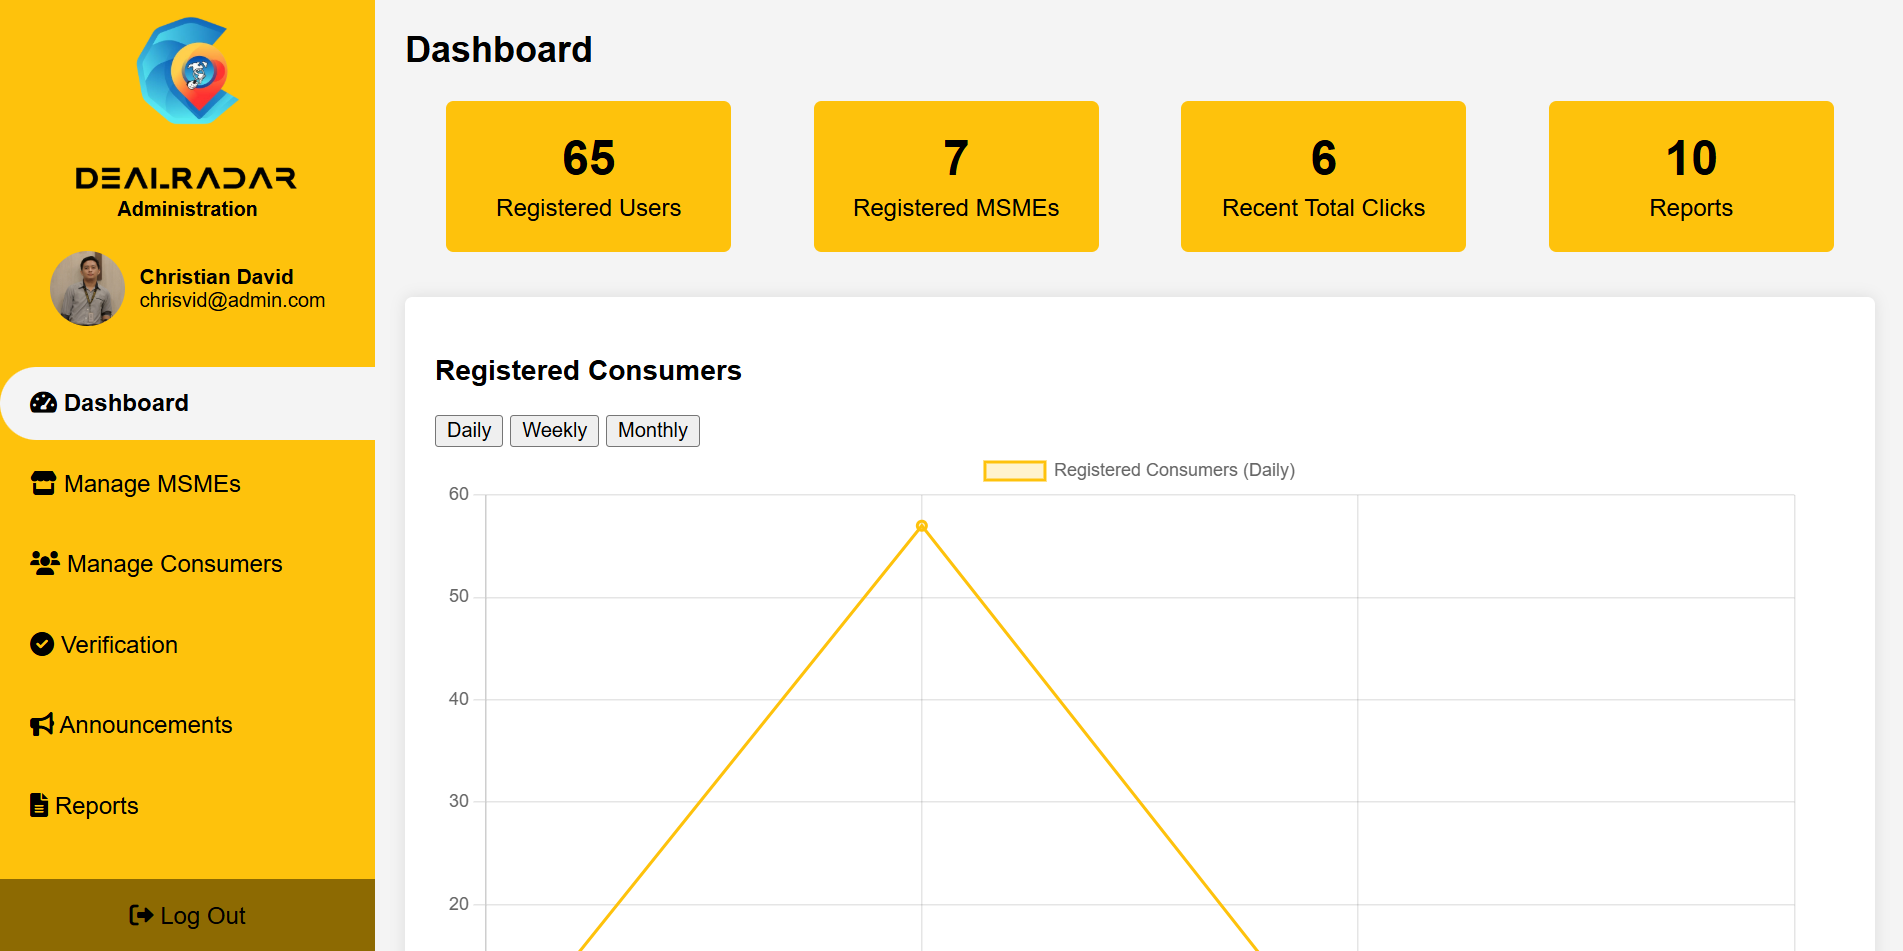 DEALRADAR
Administration
Christian David
chrisvid@admin.com
Dashboard
Manage MSMEs
Manage Consumers
Verification
Announcements
Reports
Log Out
Dashboard
65
Registered Users
7
Registered MSMEs
6
Recent Total Clicks
10
Reports
Registered Consumers
Daily Weekly Monthly
Registered Consumers (Daily)
60
50
40
30
20